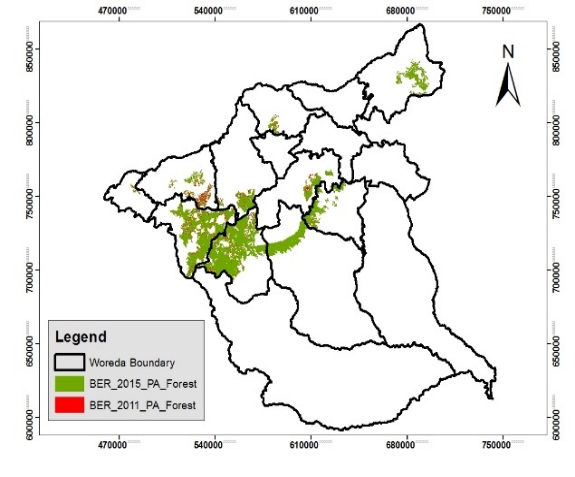 470000 540000 610000 680000 750000
N
850000 850000
800000 800000
750000 750000
700000 700000
650000 650000
600000 600000
Legend
Woreda Boundary
BER_2015_PA_Forest
BER_2011_PA_Forest
470000 540000 610000 680000 750000